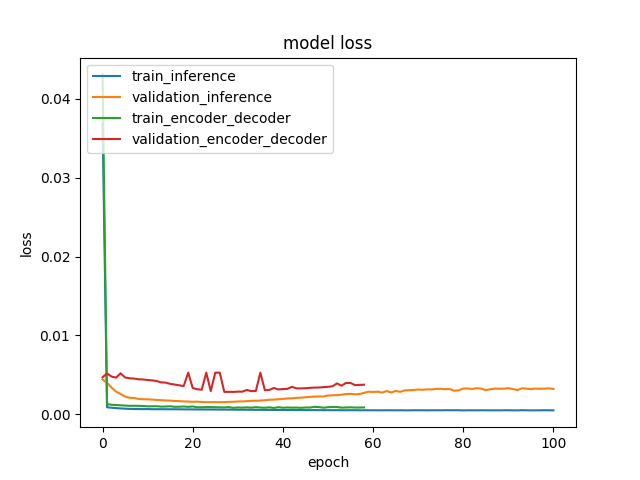 model loss
train_inference
validation_inference
train_encoder_decoder
validation_encoder_decoder
loss
0.04
0.03
0.02
0.01
0.00
0 20 40 60 80 100
epoch